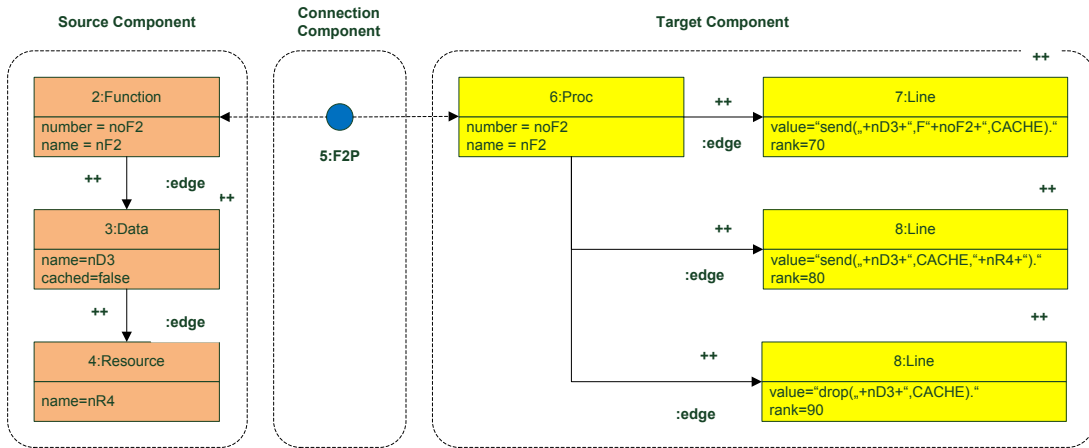 Source Component
Connection
Component
Target Component
2:Function
number = noF2
name = nF2
++
:edge
++
3:Data
name=nD3
cached=false
++
:edge
4:Resource
name=nR4
5:F2P
6:Proc
number = noF2
name = nF2
++
:edge
++
7:Line
value=“send(„+nD3+“,F“+noF2+“,CACHE).“
rank=70
++
:edge
++
8:Line
value=“send(„+nD3+“,CACHE,“+nR4+“).“
rank=80
++
:edge
++
8:Line
value=“drop(„+nD3+“,CACHE).“
rank=90